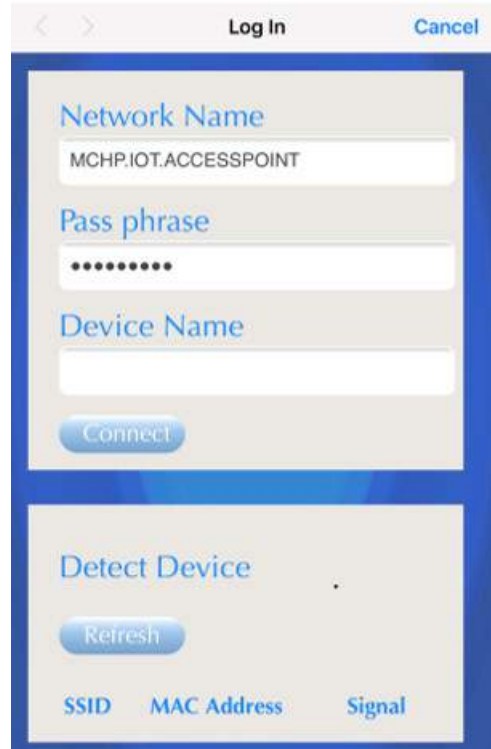 Log In Cancel
Network Name
MCHP.IOT.ACCESSPOINT
Pass phrase
•••••••••
Device Name
Connect
Detect Device
Refresh
SSID MAC Address Signal